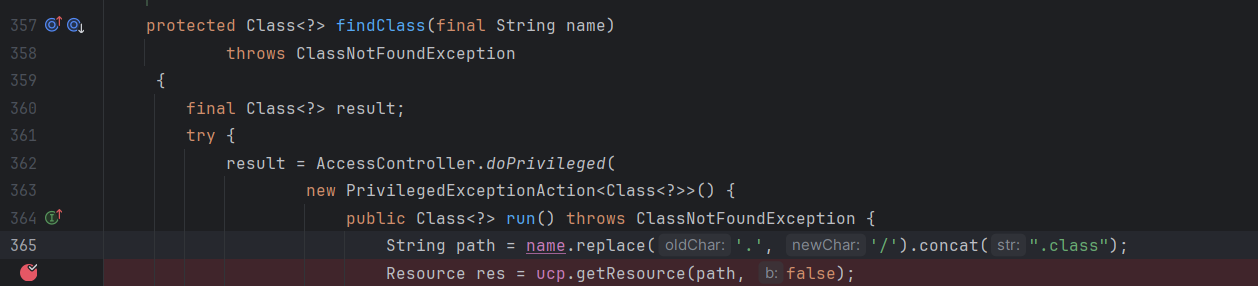 357 protected Class<?> findClass(final String name)
358 throws ClassNotFoundException
359 {
360 final Class<?> result;
361 try {
362 result = AccessController.doPrivileged(
363 new PrivilegedExceptionAction<Class<?>>() {
364 public Class<?> run() throws ClassNotFoundException {
365 String path = name.replace( oldChar: '.', newChar: '/').concat( str: ".class");
Resource res = ucp.getResource(path, b: false);